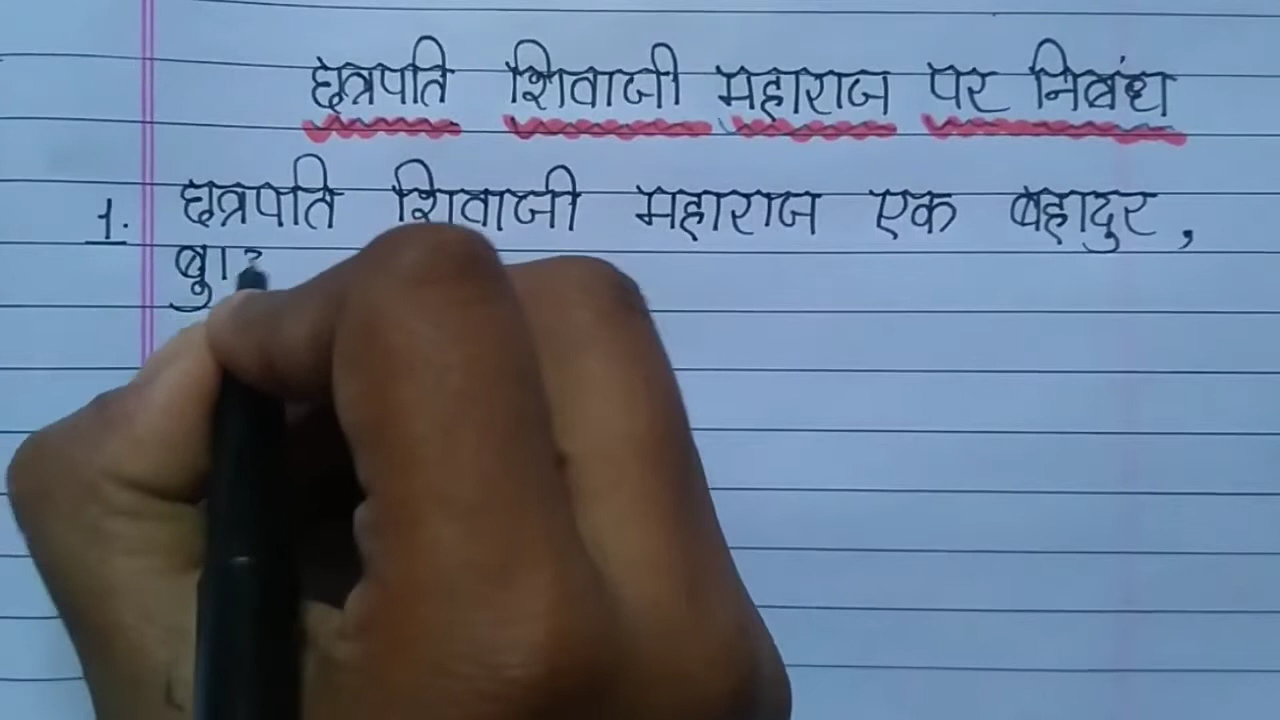 छत्रपति शिवाजी महाराज पर निबंध
1. छत्रपति शिवाजी महाराज एक बहादुर,